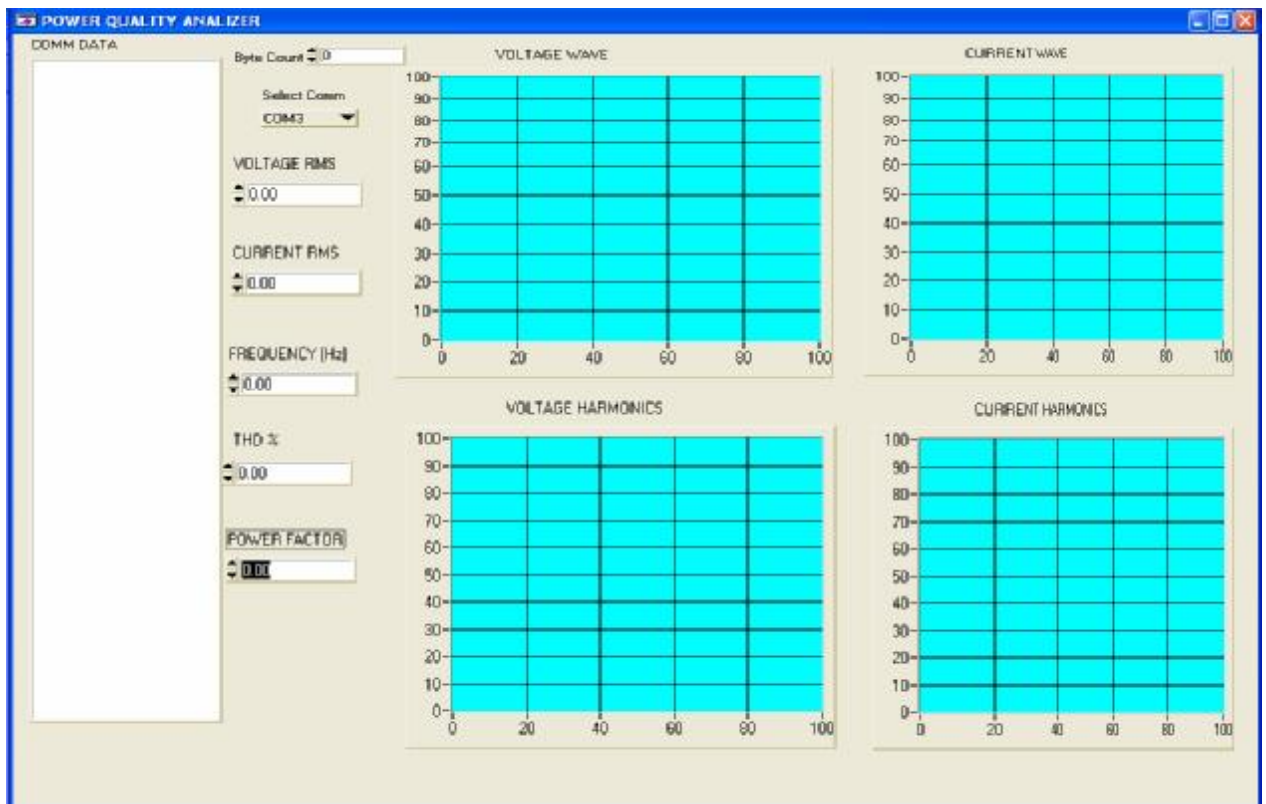 POWER QUALITY ANALIZER
COMM DATA
Byte Count 0
Select Comm
COM3
VOLTAGE RMS
0.00
CURRENT RMS
0.00
FREQUENCY (Hz)
0.00
THD %
0.00
POWER FACTOR
0.00
VOLTAGE WAVE
100
90
80
70
60
50
40
30
20
10
0
0 20 40 60 80 100
CURRENT WAVE
100
90
80
70
60
50
40
30
20
10
0
0 20 40 60 80 100
VOLTAGE HARMONICS
100
90
80
70
60
50
40
30
20
10
0
0 20 40 60 80 100
CURRENT HARMONICS
100
90
80
70
60
50
40
30
20
10
0
0 20 40 60 80 100